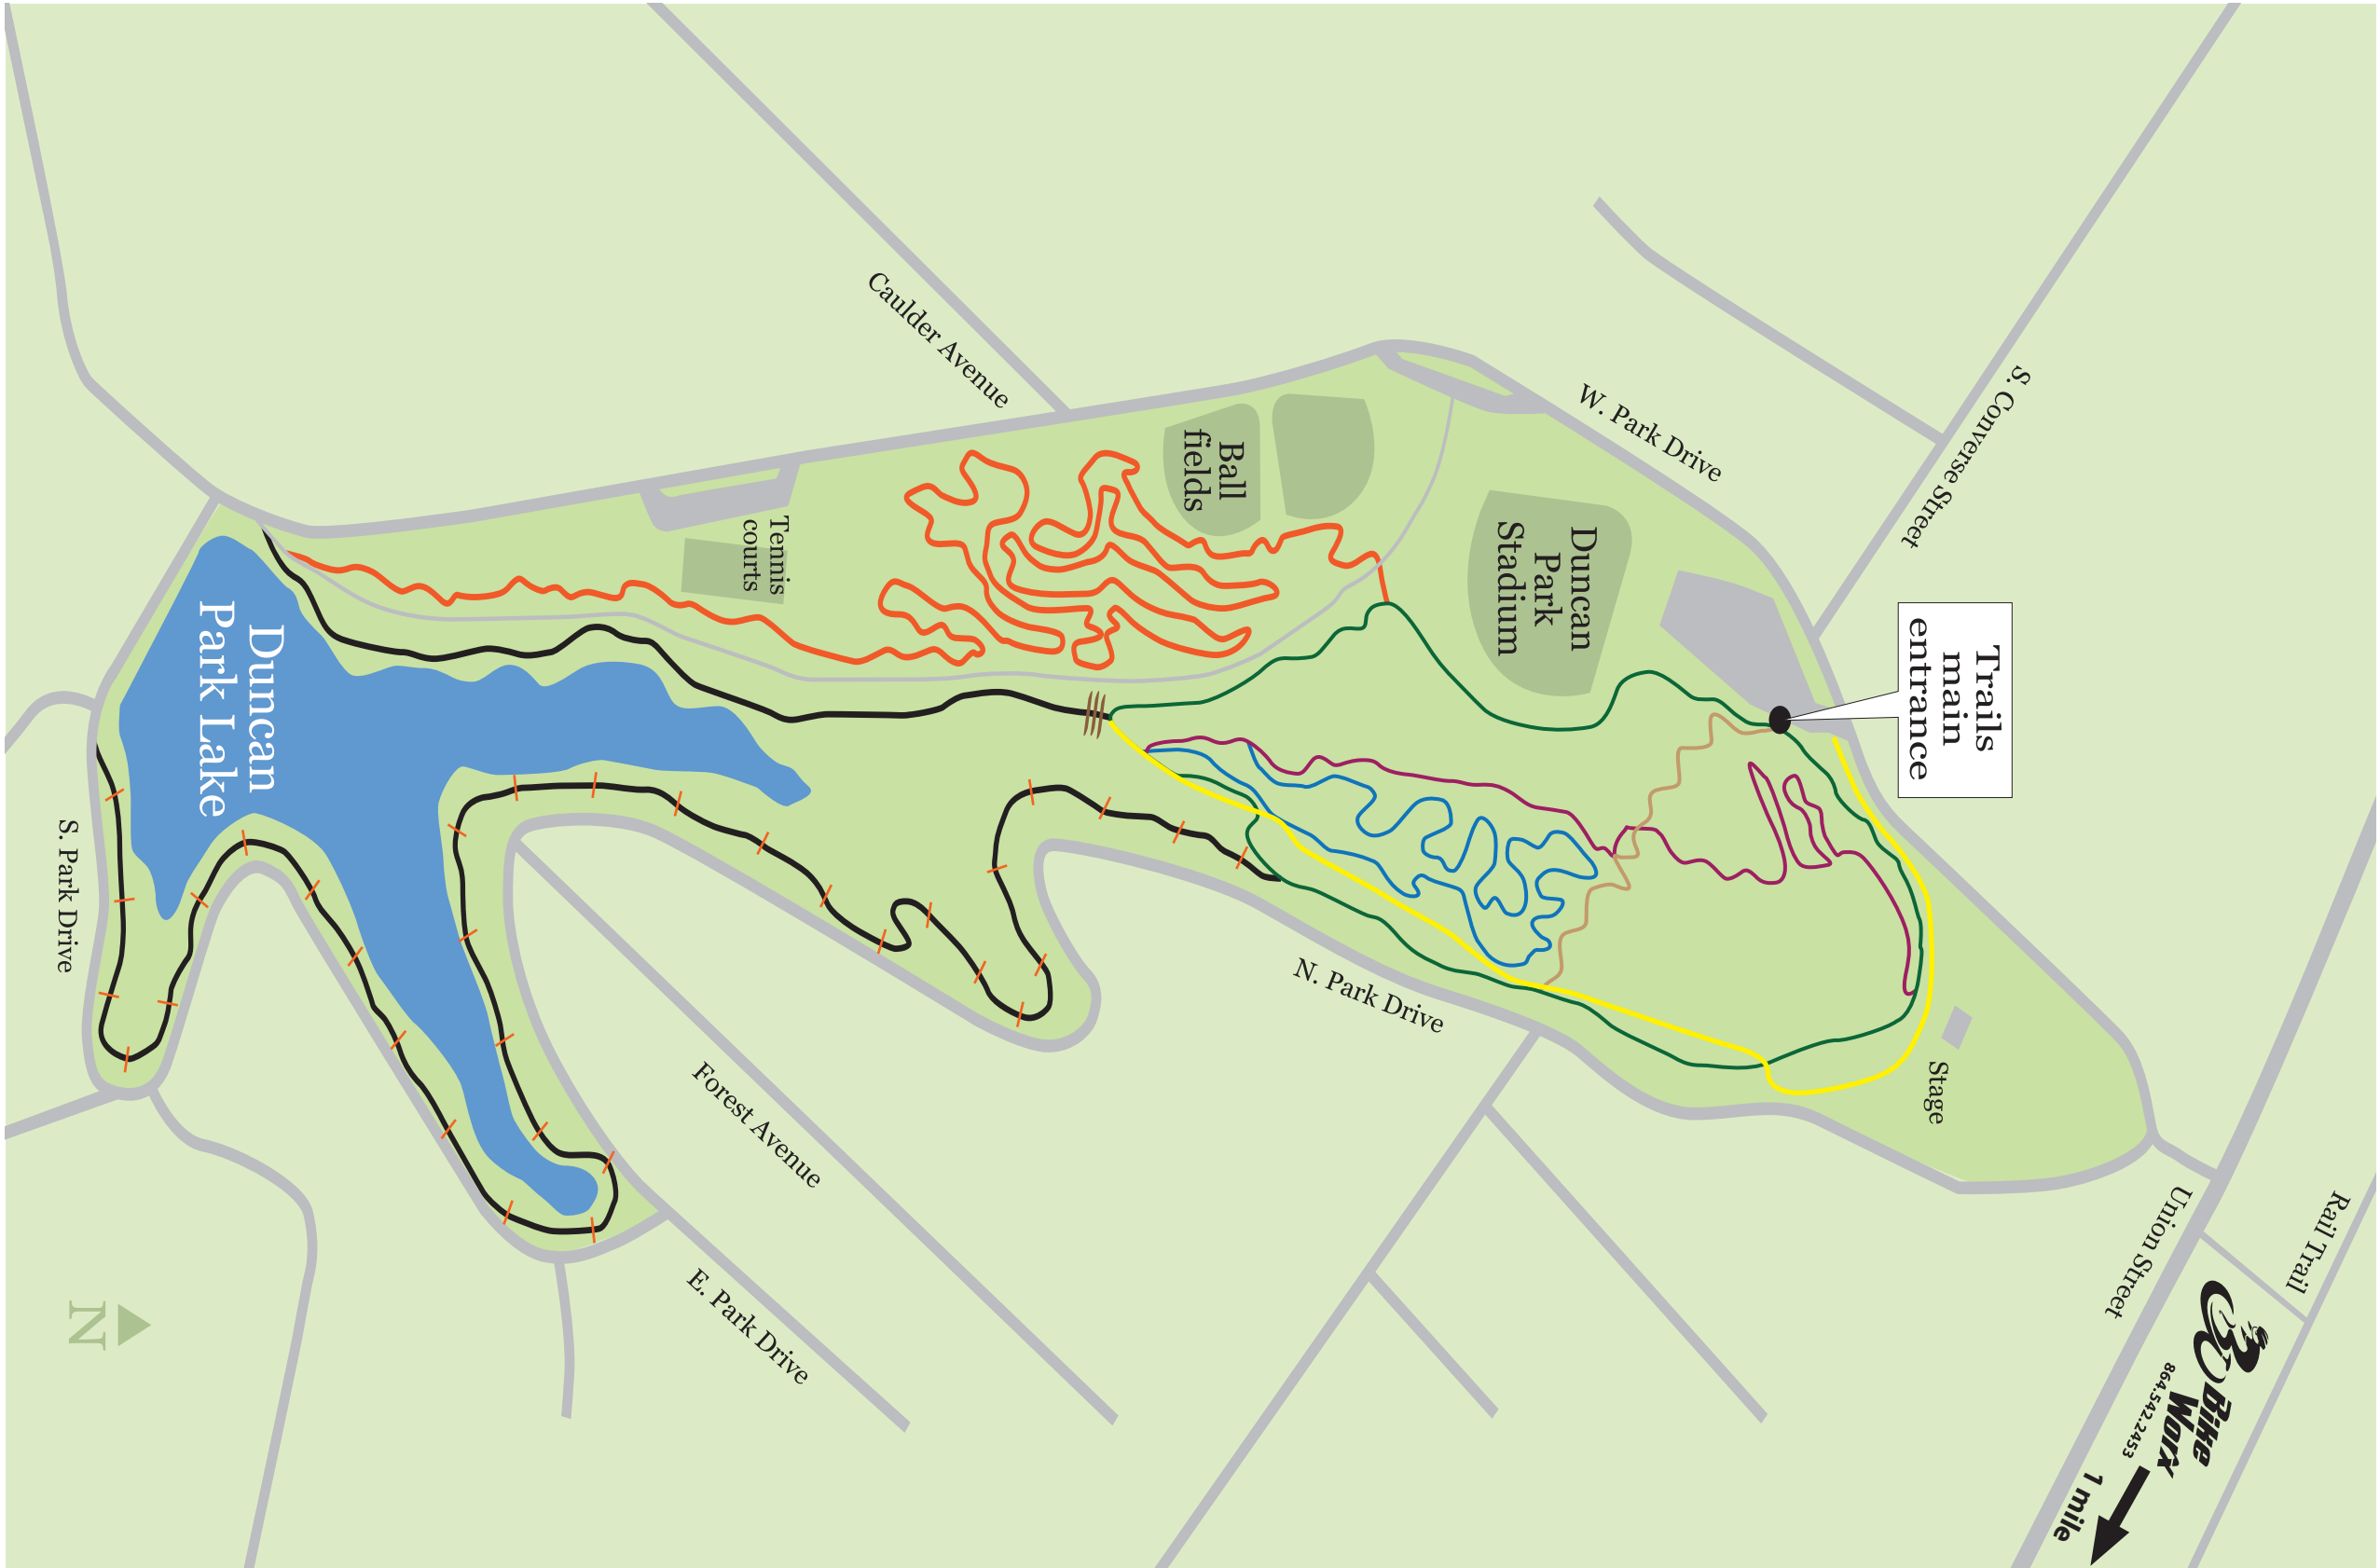 S. Converse Street
W. Park Drive
Caulder Avenue
Trails
main
entrance
Duncan
Park
Stadium
Ball
fields
Tennis
courts
Duncan
Park Lake
S. Park Drive
N. Park Drive
Stage
Forest Avenue
E. Park Drive
Union Street
Rail Trail
Bike
Worx
864.542.2453
1 mile
N